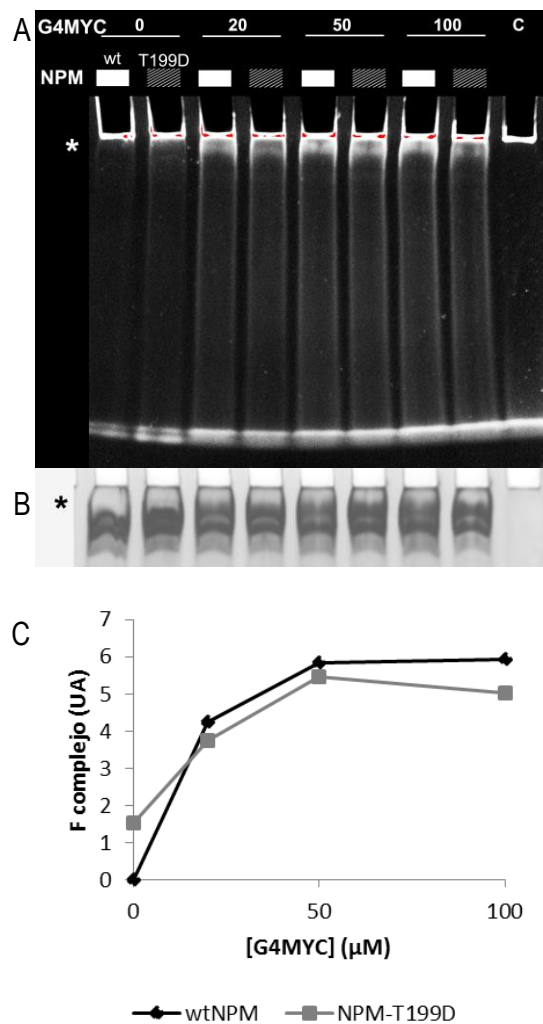 A
G4MYC 0 20 50 100 C
wt T199D
NPM
*
B
*
C
7
6
5
4
3
2
1
0
F complejo (UA)
0 50 100
[G4MYC] (μM)
wtNPM NPM-T199D